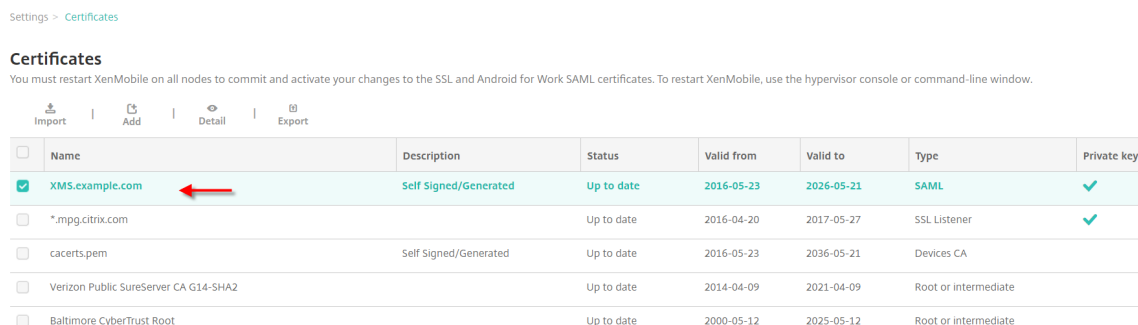 Settings > Certificates
Certificates
You must restart XenMobile on all nodes to commit and activate your changes to the SSL and Android for Work SAML certificates. To restart XenMobile, use the hypervisor console or command-line window.
Import | Add | Detail | Export
Name Description Status Valid from Valid to Type Private key
XMS.example.com Self Signed/Generated Up to date 2016-05-23 2026-05-21 SAML
*.mpg.citrix.com Up to date 2016-04-20 2017-05-27 SSL Listener
cacerts.pem Self Signed/Generated Up to date 2016-05-23 2036-05-21 Devices CA
Verizon Public SureServer CA G14-SHA2 Up to date 2014-04-09 2021-04-09 Root or intermediate
Baltimore CyberTrust Root Up to date 2000-05-12 2025-05-12 Root or intermediate